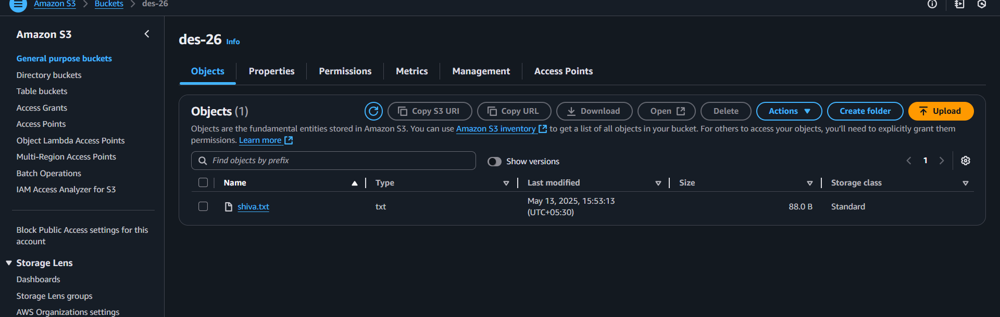 Amazon S3 > Buckets > des-26
Amazon S3
General purpose buckets
Directory buckets
Table buckets
Access Grants
Access Points
Object Lambda Access Points
Multi-Region Access Points
Batch Operations
IAM Access Analyzer for S3
Block Public Access settings for this
account
Storage Lens
Dashboards
Storage Lens groups
AWS Organizations settings
des-26 Info
Objects Properties Permissions Metrics Management Access Points
Objects (1) Copy S3 URI Copy URL Download Open Delete Actions Create folder Upload
Objects are the fundamental entities stored in Amazon S3. You can use Amazon S3 inventory to get a list of all objects in your bucket. For others to access your objects, you’ll need to explicitly grant them
permissions. Learn more
Find objects by prefix Show versions 1
Name Type Last modified Size Storage class
shiva.txt txt May 13, 2025, 15:53:13 88.0 B Standard
(UTC+05:30)